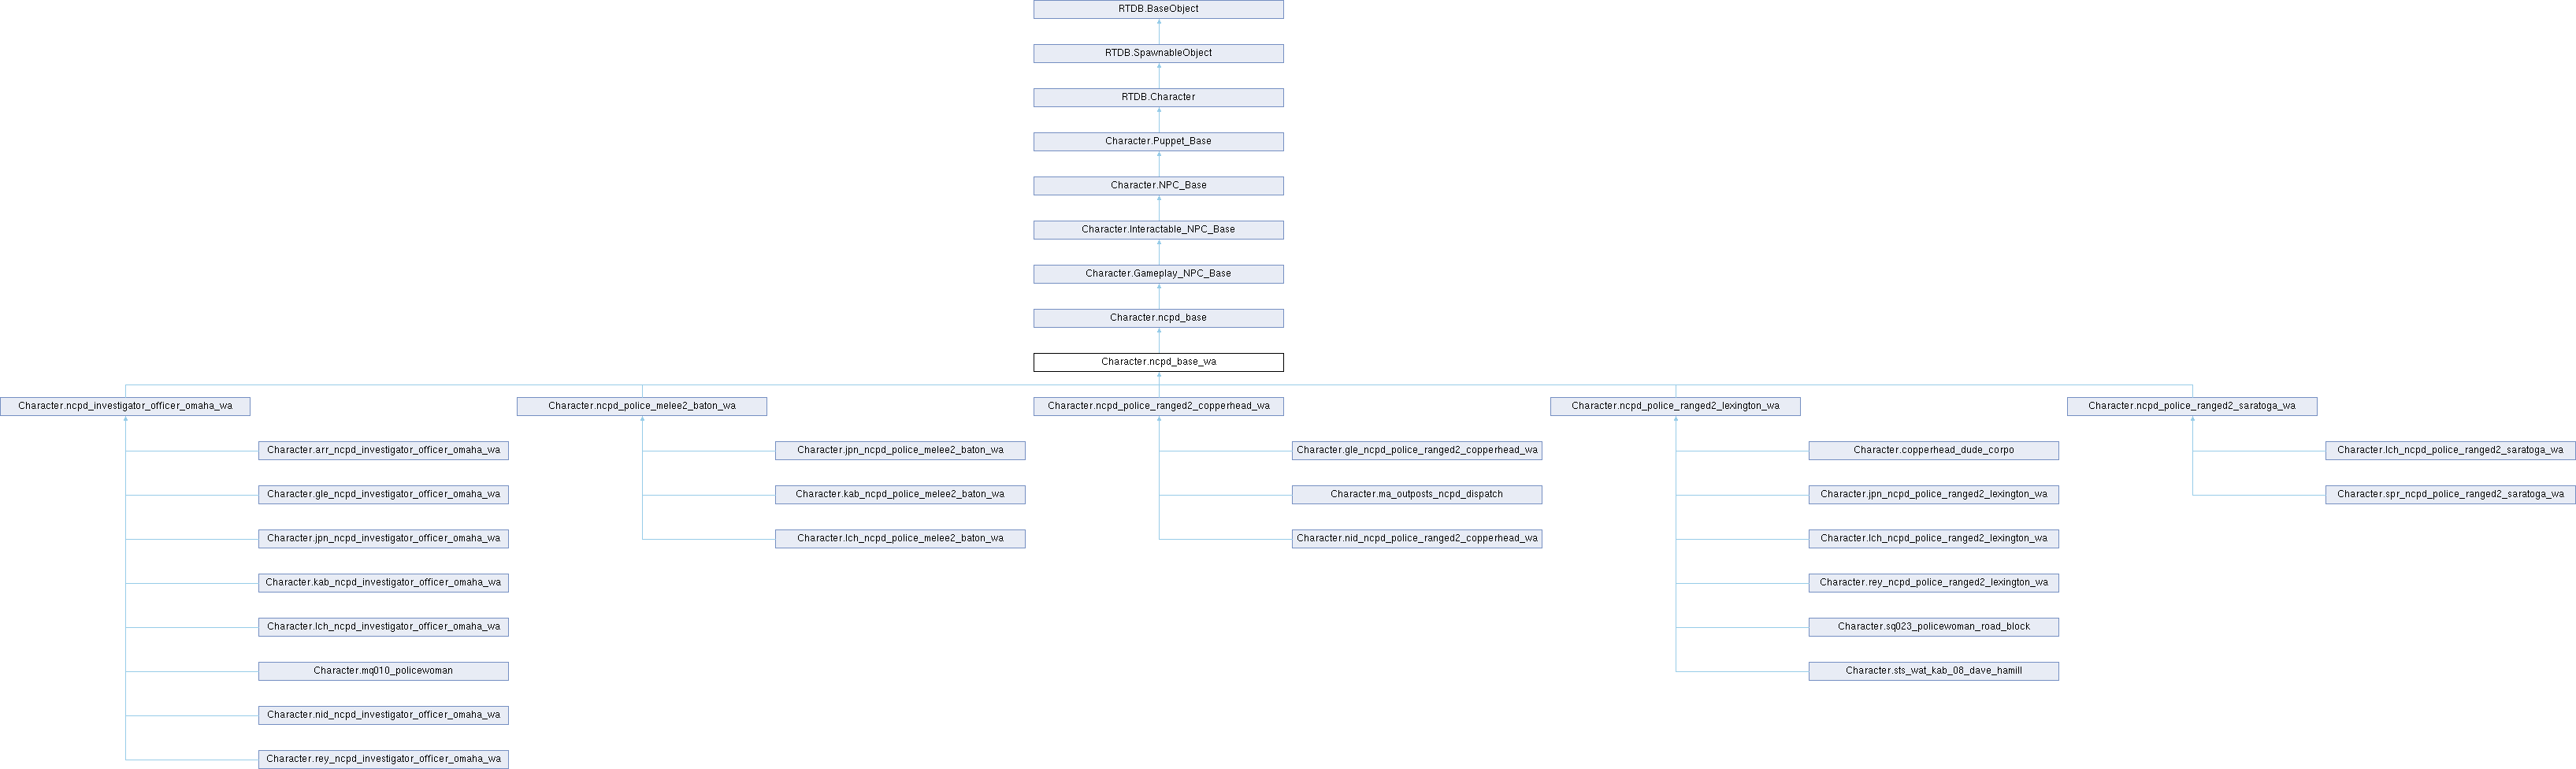 RTDB.BaseObject
RTDB.SpawnableObject
RTDB.Character
Character.Puppet_Base
Character.NPC_Base
Character.Interactable_NPC_Base
Character.Gameplay_NPC_Base
Character.ncpd_base
Character.ncpd_base_wa
Character.ncpd_investigator_officer_omaha_wa
Character.ncpd_police_melee2_baton_wa
Character.ncpd_police_ranged2_copperhead_wa
Character.ncpd_police_ranged2_lexington_wa
Character.ncpd_police_ranged2_saratoga_wa
Character.arr_ncpd_investigator_officer_omaha_wa
Character.jpn_ncpd_police_melee2_baton_wa
Character.gle_ncpd_police_ranged2_copperhead_wa
Character.copperhead_dude_corpo
Character.lch_ncpd_police_ranged2_saratoga_wa
Character.gle_ncpd_investigator_officer_omaha_wa
Character.kab_ncpd_police_melee2_baton_wa
Character.ma_outposts_ncpd_dispatch
Character.jpn_ncpd_police_ranged2_lexington_wa
Character.spr_ncpd_police_ranged2_saratoga_wa
Character.jpn_ncpd_investigator_officer_omaha_wa
Character.lch_ncpd_police_melee2_baton_wa
Character.nid_ncpd_police_ranged2_copperhead_wa
Character.lch_ncpd_police_ranged2_lexington_wa
Character.kab_ncpd_investigator_officer_omaha_wa
Character.rey_ncpd_police_ranged2_lexington_wa
Character.lch_ncpd_investigator_officer_omaha_wa
Character.sq023_policewoman_road_block
Character.mq010_policewoman
Character.sts_wat_kab_08_dave_hamill
Character.nid_ncpd_investigator_officer_omaha_wa
Character.rey_ncpd_investigator_officer_omaha_wa